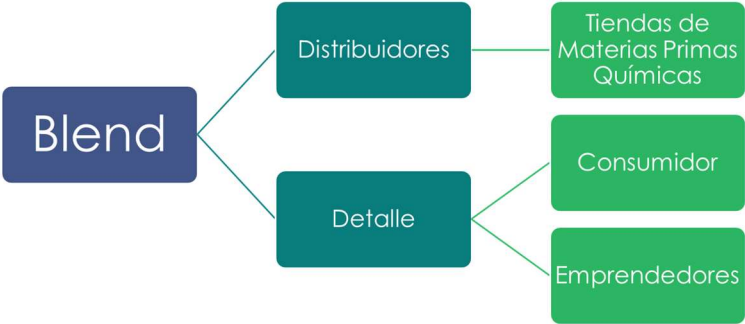 Blend
Distribuidores
Tiendas de
Materias Primas
Químicas
Detalle
Consumidor
Emprendedores